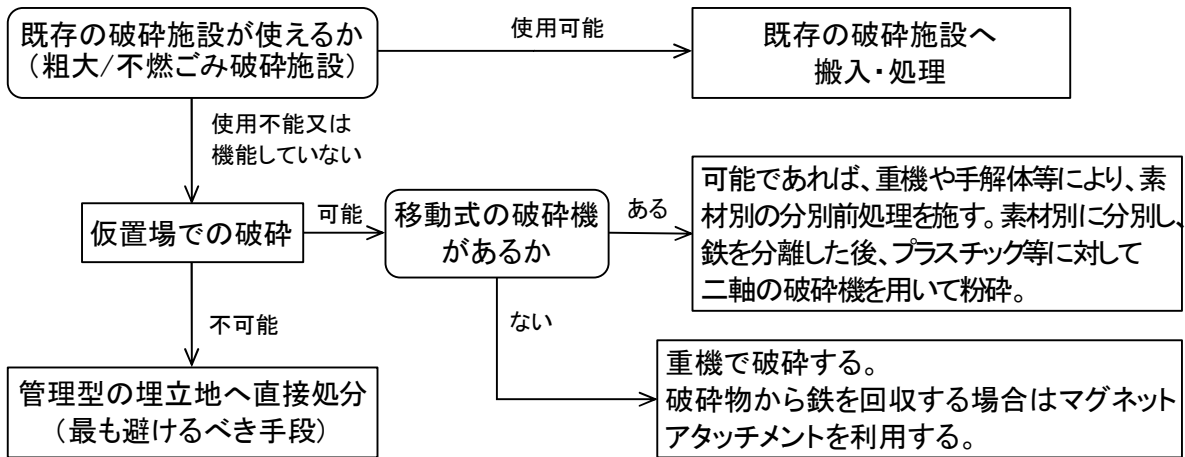 既存の破砕施設が使えるか
（粗大/不燃ごみ破砕施設）
使用可能
既存の破砕施設へ
搬入・処理
使用不能又は
機能していない
仮置場での破砕
可能
移動式の破砕機
があるか
ある
可能であれば、重機や手解体等により、素
材別の分別前処理を施す。素材別に分別し、
鉄を分離した後、プラスチック等に対して
二軸の破砕機を用いて粉砕。
不可能
ない
管理型の埋立地へ直接処分
（最も避けるべき手段）
重機で破砕する。
破砕物から鉄を回収する場合はマグネット
アタッチメントを利用する。